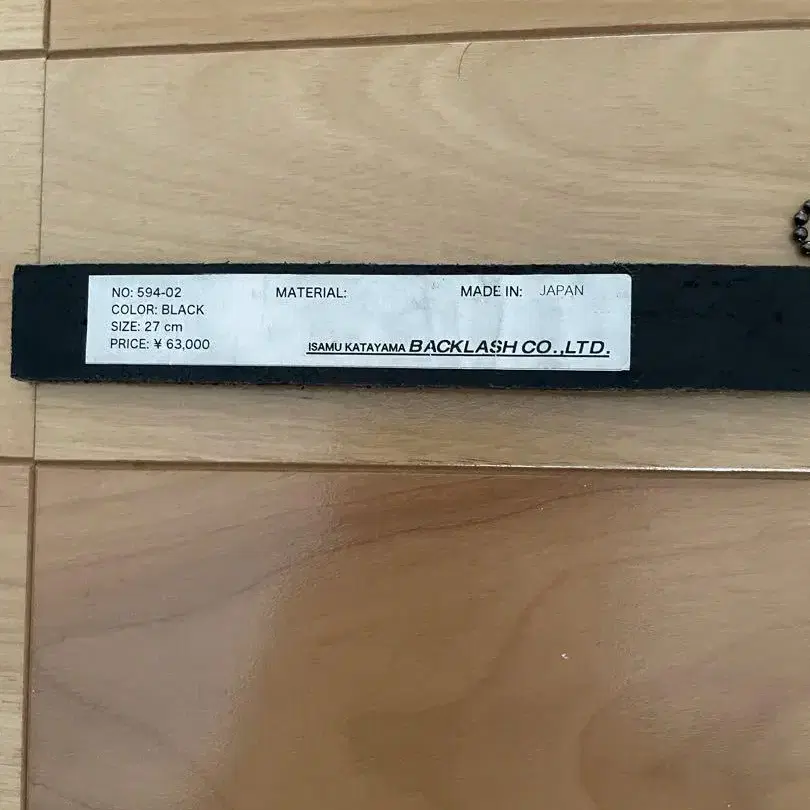 NO: 594-02 MATERIAL: MADE IN: JAPAN
COLOR: BLACK
SIZE: 27 cm
PRICE: ¥ 63,000
ISAMU KATAYAMA BACKLASH CO.,LTD.